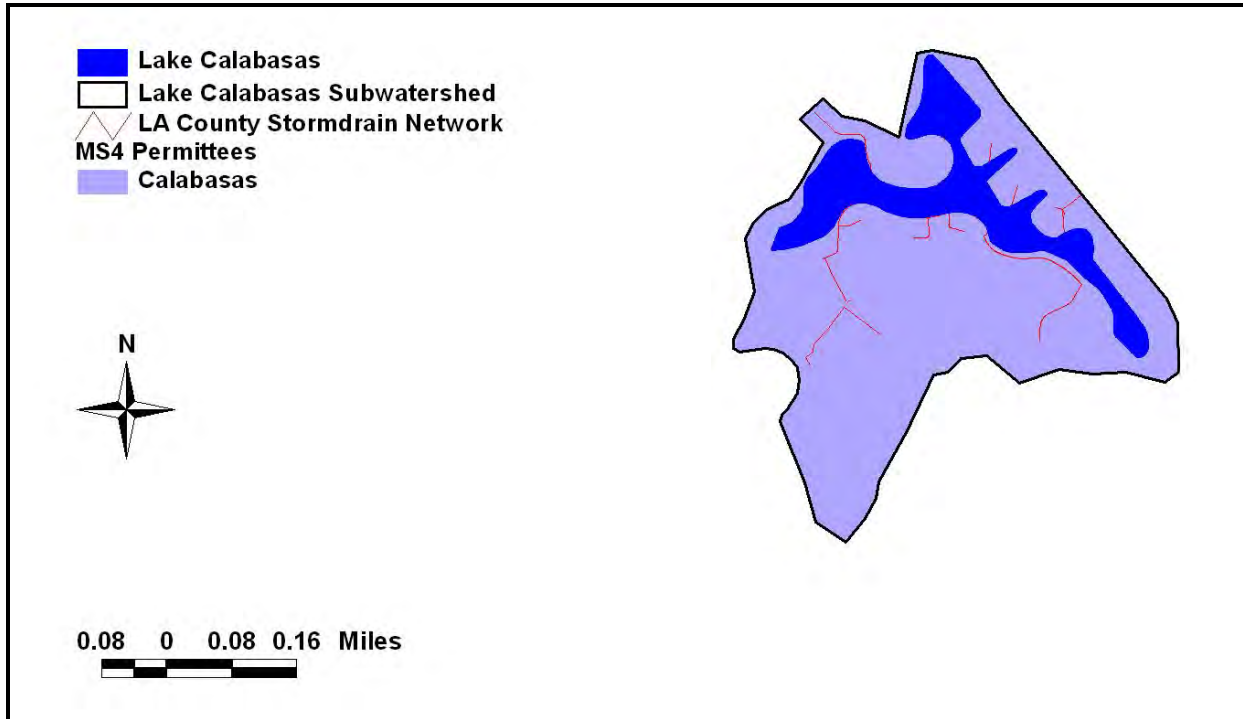 Lake Calabasas
Lake Calabasas Subwatershed
LA County Stormdrain Network
MS4 Permittees
Calabasas
N
0.08 0 0.08 0.16 Miles